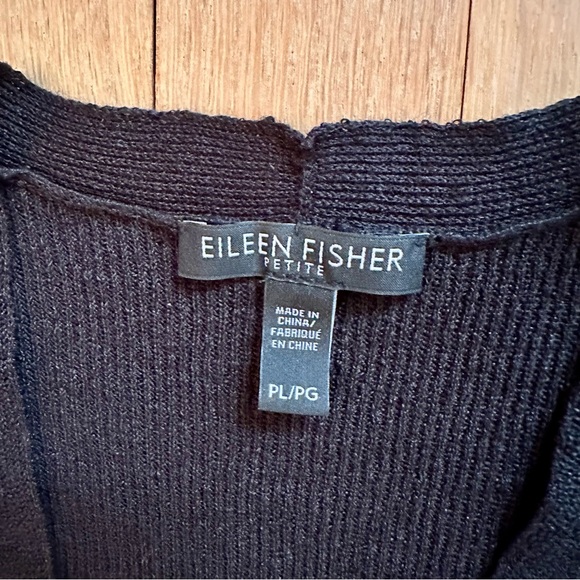 EILEEN FISHER
PETITE
MADE IN
CHINA/
FABRIQUÉ
EN CHINE
PL/PG